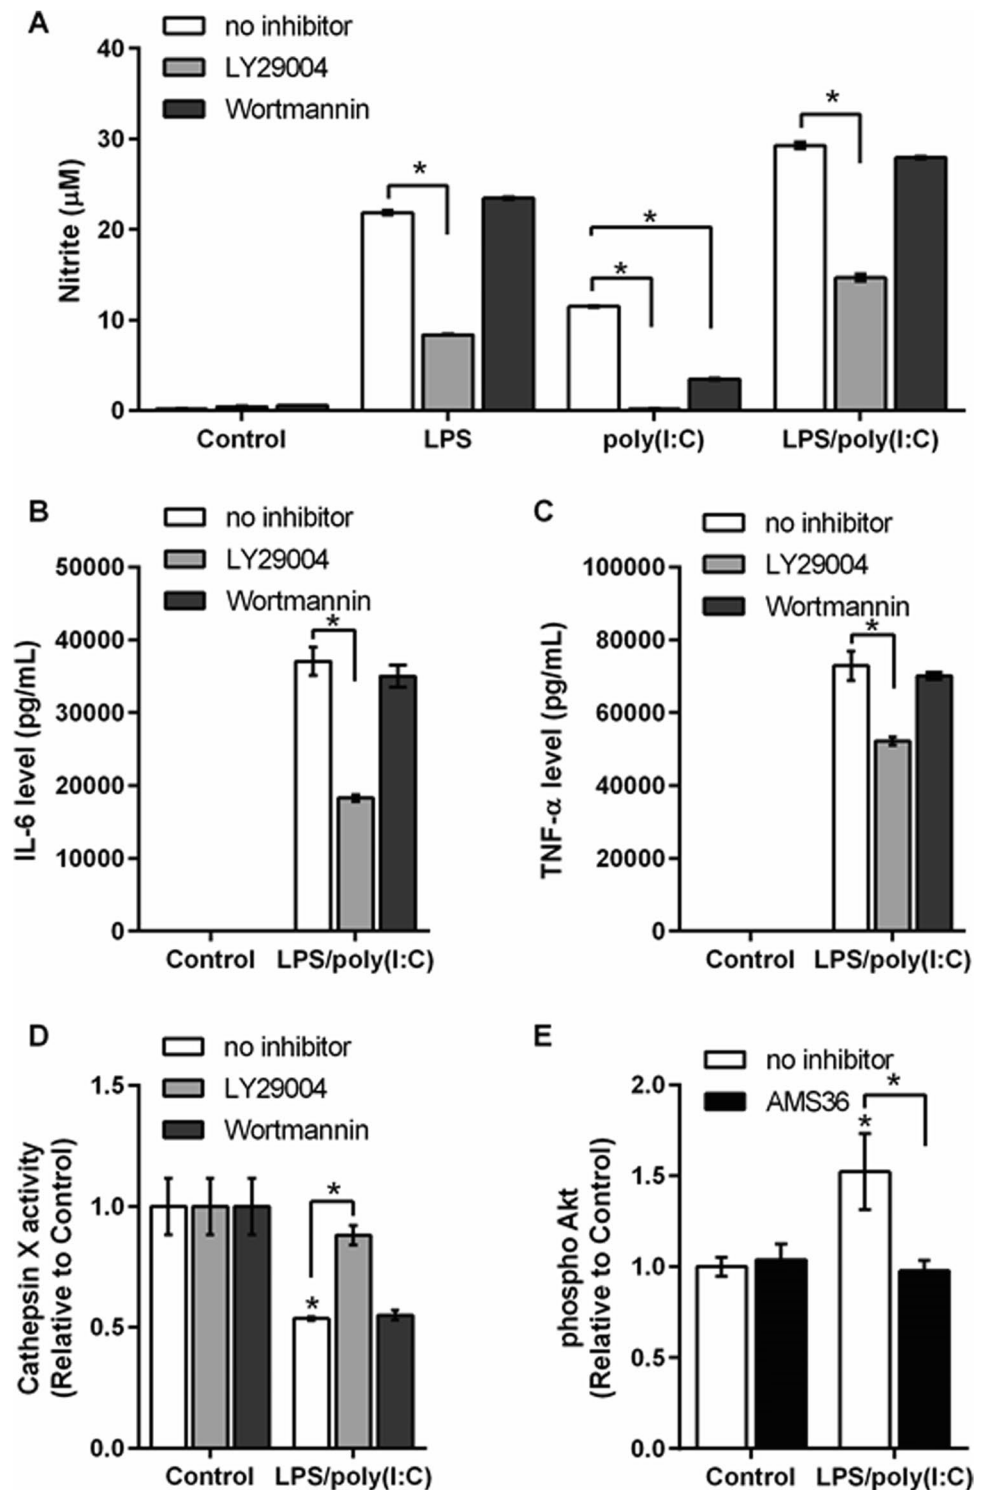 A
no inhibitor
LY29004
Wortmannin
40
30
20
10
0
Nitrite (μM)
*
*
*
*
Control LPS poly(I:C) LPS/poly(I:C)
B
no inhibitor
LY29004
Wortmannin
50000
40000
30000
20000
10000
0
IL-6 level (pg/mL)
*
Control LPS/poly(I:C)
C
no inhibitor
LY29004
Wortmannin
100000
80000
60000
40000
20000
0
TNF-α level (pg/mL)
*
Control LPS/poly(I:C)
D
no inhibitor
LY29004
Wortmannin
1.5
1.0
0.5
0.0
Cathepsin X activity
(Relative to Control)
*
*
Control LPS/poly(I:C)
E
no inhibitor
AMS36
2.0
1.5
1.0
0.5
0.0
phospho Akt
(Relative to Control)
*
*
Control LPS/poly(I:C)